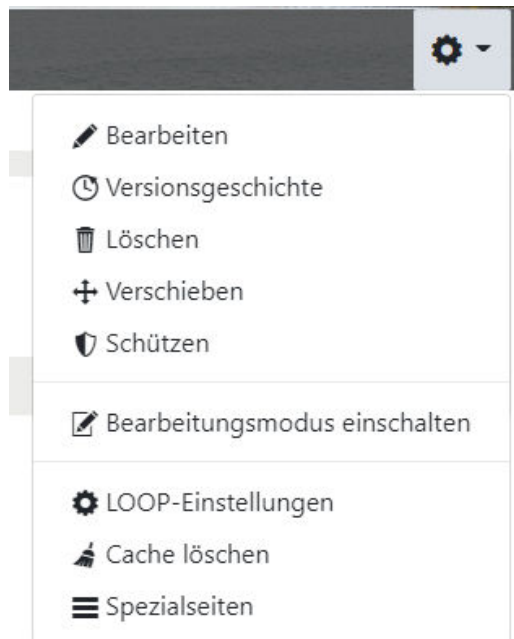 Bearbeiten
Versionsgeschichte
Löschen
Verschieben
Schützen
Bearbeitungsmodus einschalten
LOOP-Einstellungen
Cache löschen
Spezialseiten